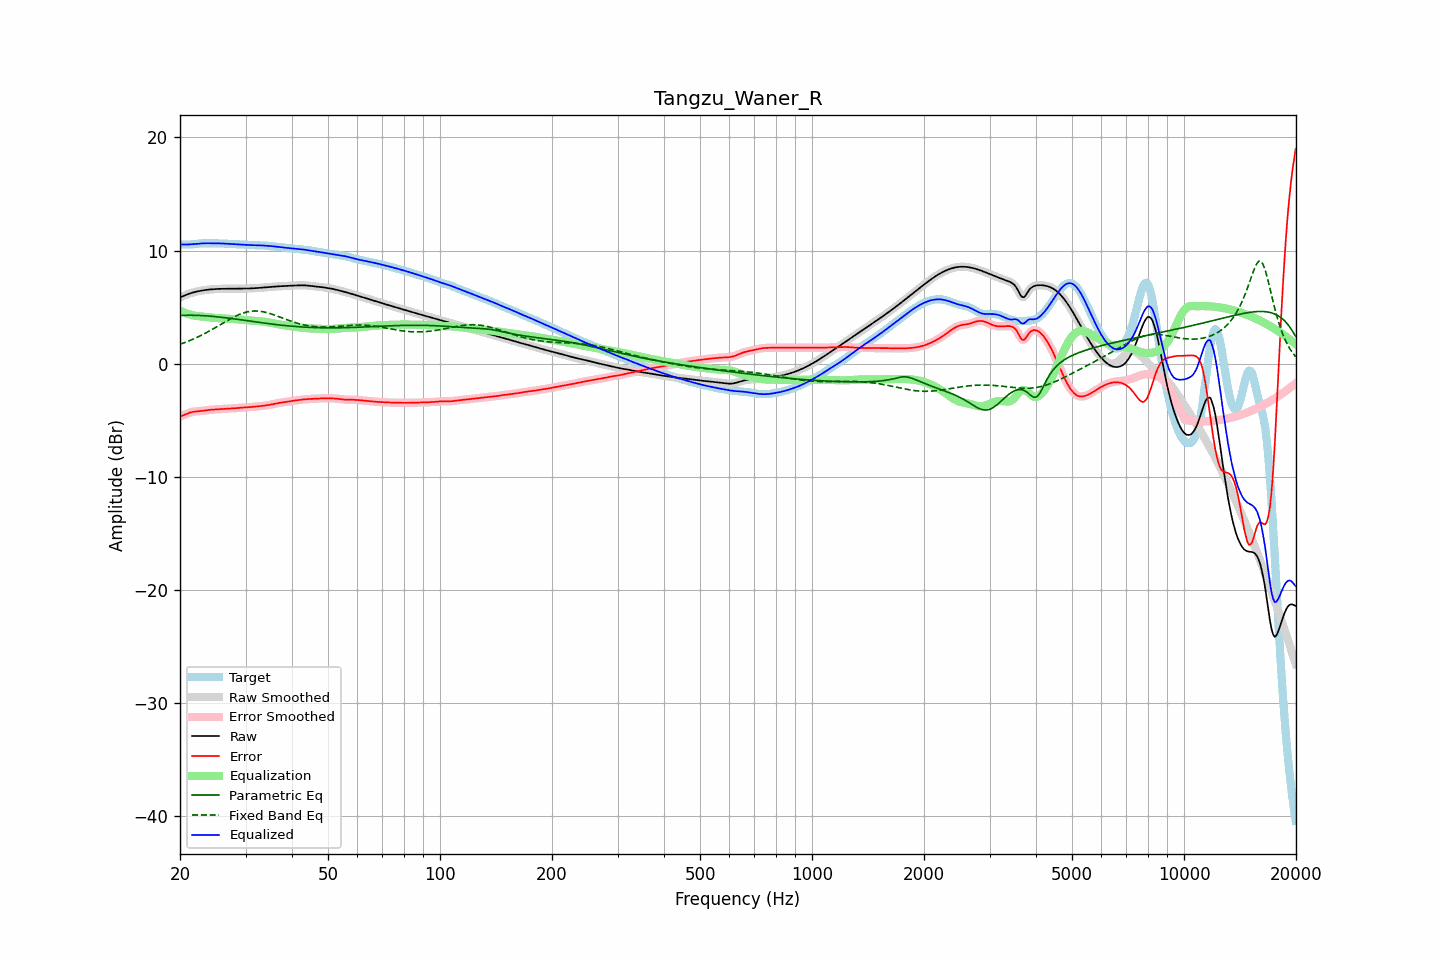 Tangzu_Waner_R
20
10
0
−10
−20
−30
−40
Amplitude (dBr)
Target
Raw Smoothed
Error Smoothed
Raw
Error
Equalization
Parametric Eq
Fixed Band Eq
Equalized
20 50 100 200 500 1000 2000 5000 10000 20000
Frequency (Hz)